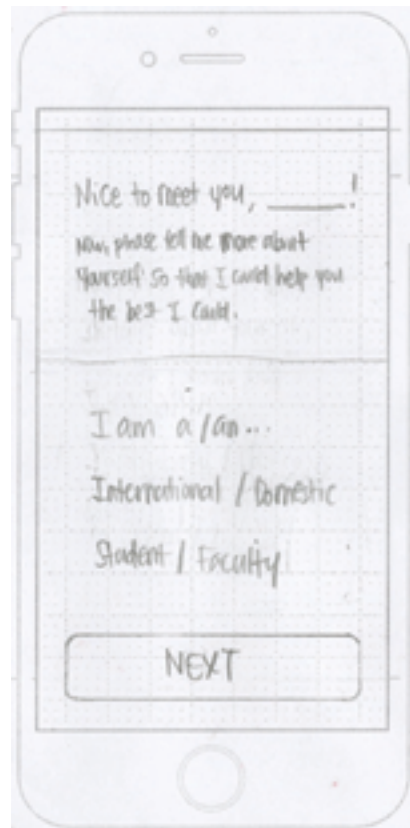 Nice to meet you, ______!
Now, please tell me more about
yourself so that I could help you
the best I could.
I am a/an...
International / Domestic
Student / Faculty
NEXT